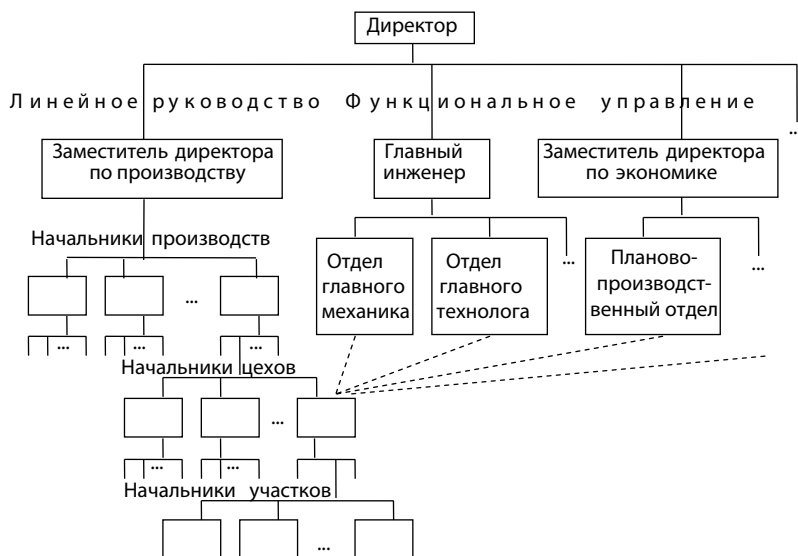 Директор
Линейное руководство Функциональное управление
...
Заместитель директора
по производству
Главный
инженер
Заместитель директора
по экономике
Начальники производств
Отдел
главного
механика
Отдел
главного
технолога
...
Планово-
производст-
венный отдел
...
...
... ... ...
Начальники цехов
...
... ... ...
Начальники участков
...